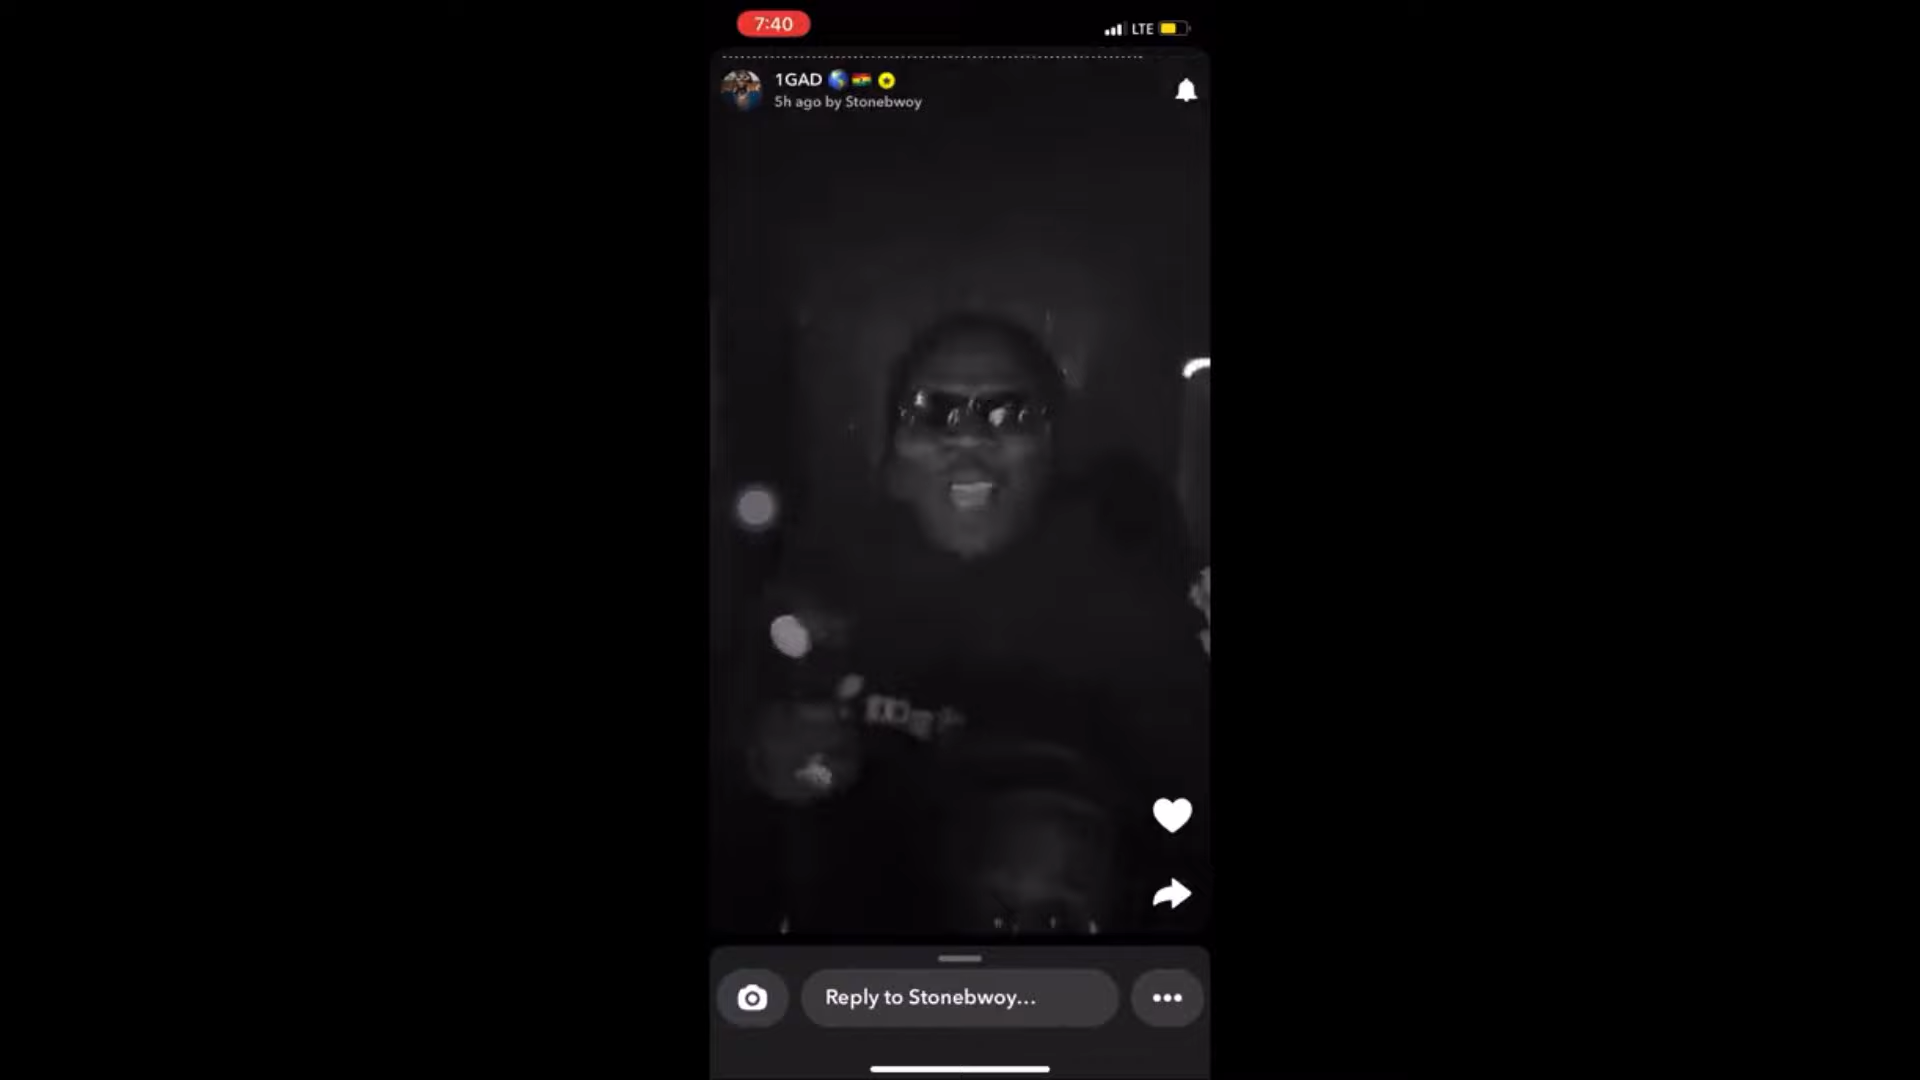 7:40
LTE
1GAD 🌎🇬🇭
5h ago by Stonebwoy
Reply to Stonebwoy...